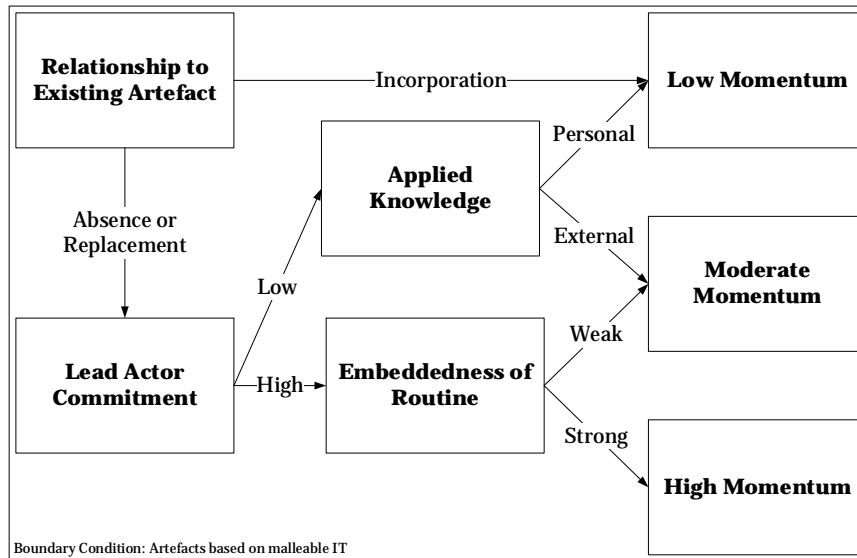 Relationship to
Existing Artefact
Incorporation
Low Momentum
Personal
Applied
Knowledge
Absence or
Replacement
External
Moderate
Momentum
Low
Weak
Lead Actor
Commitment
High
Embeddedness of
Routine
Strong
High Momentum
Boundary Condition: Artefacts based on malleable IT